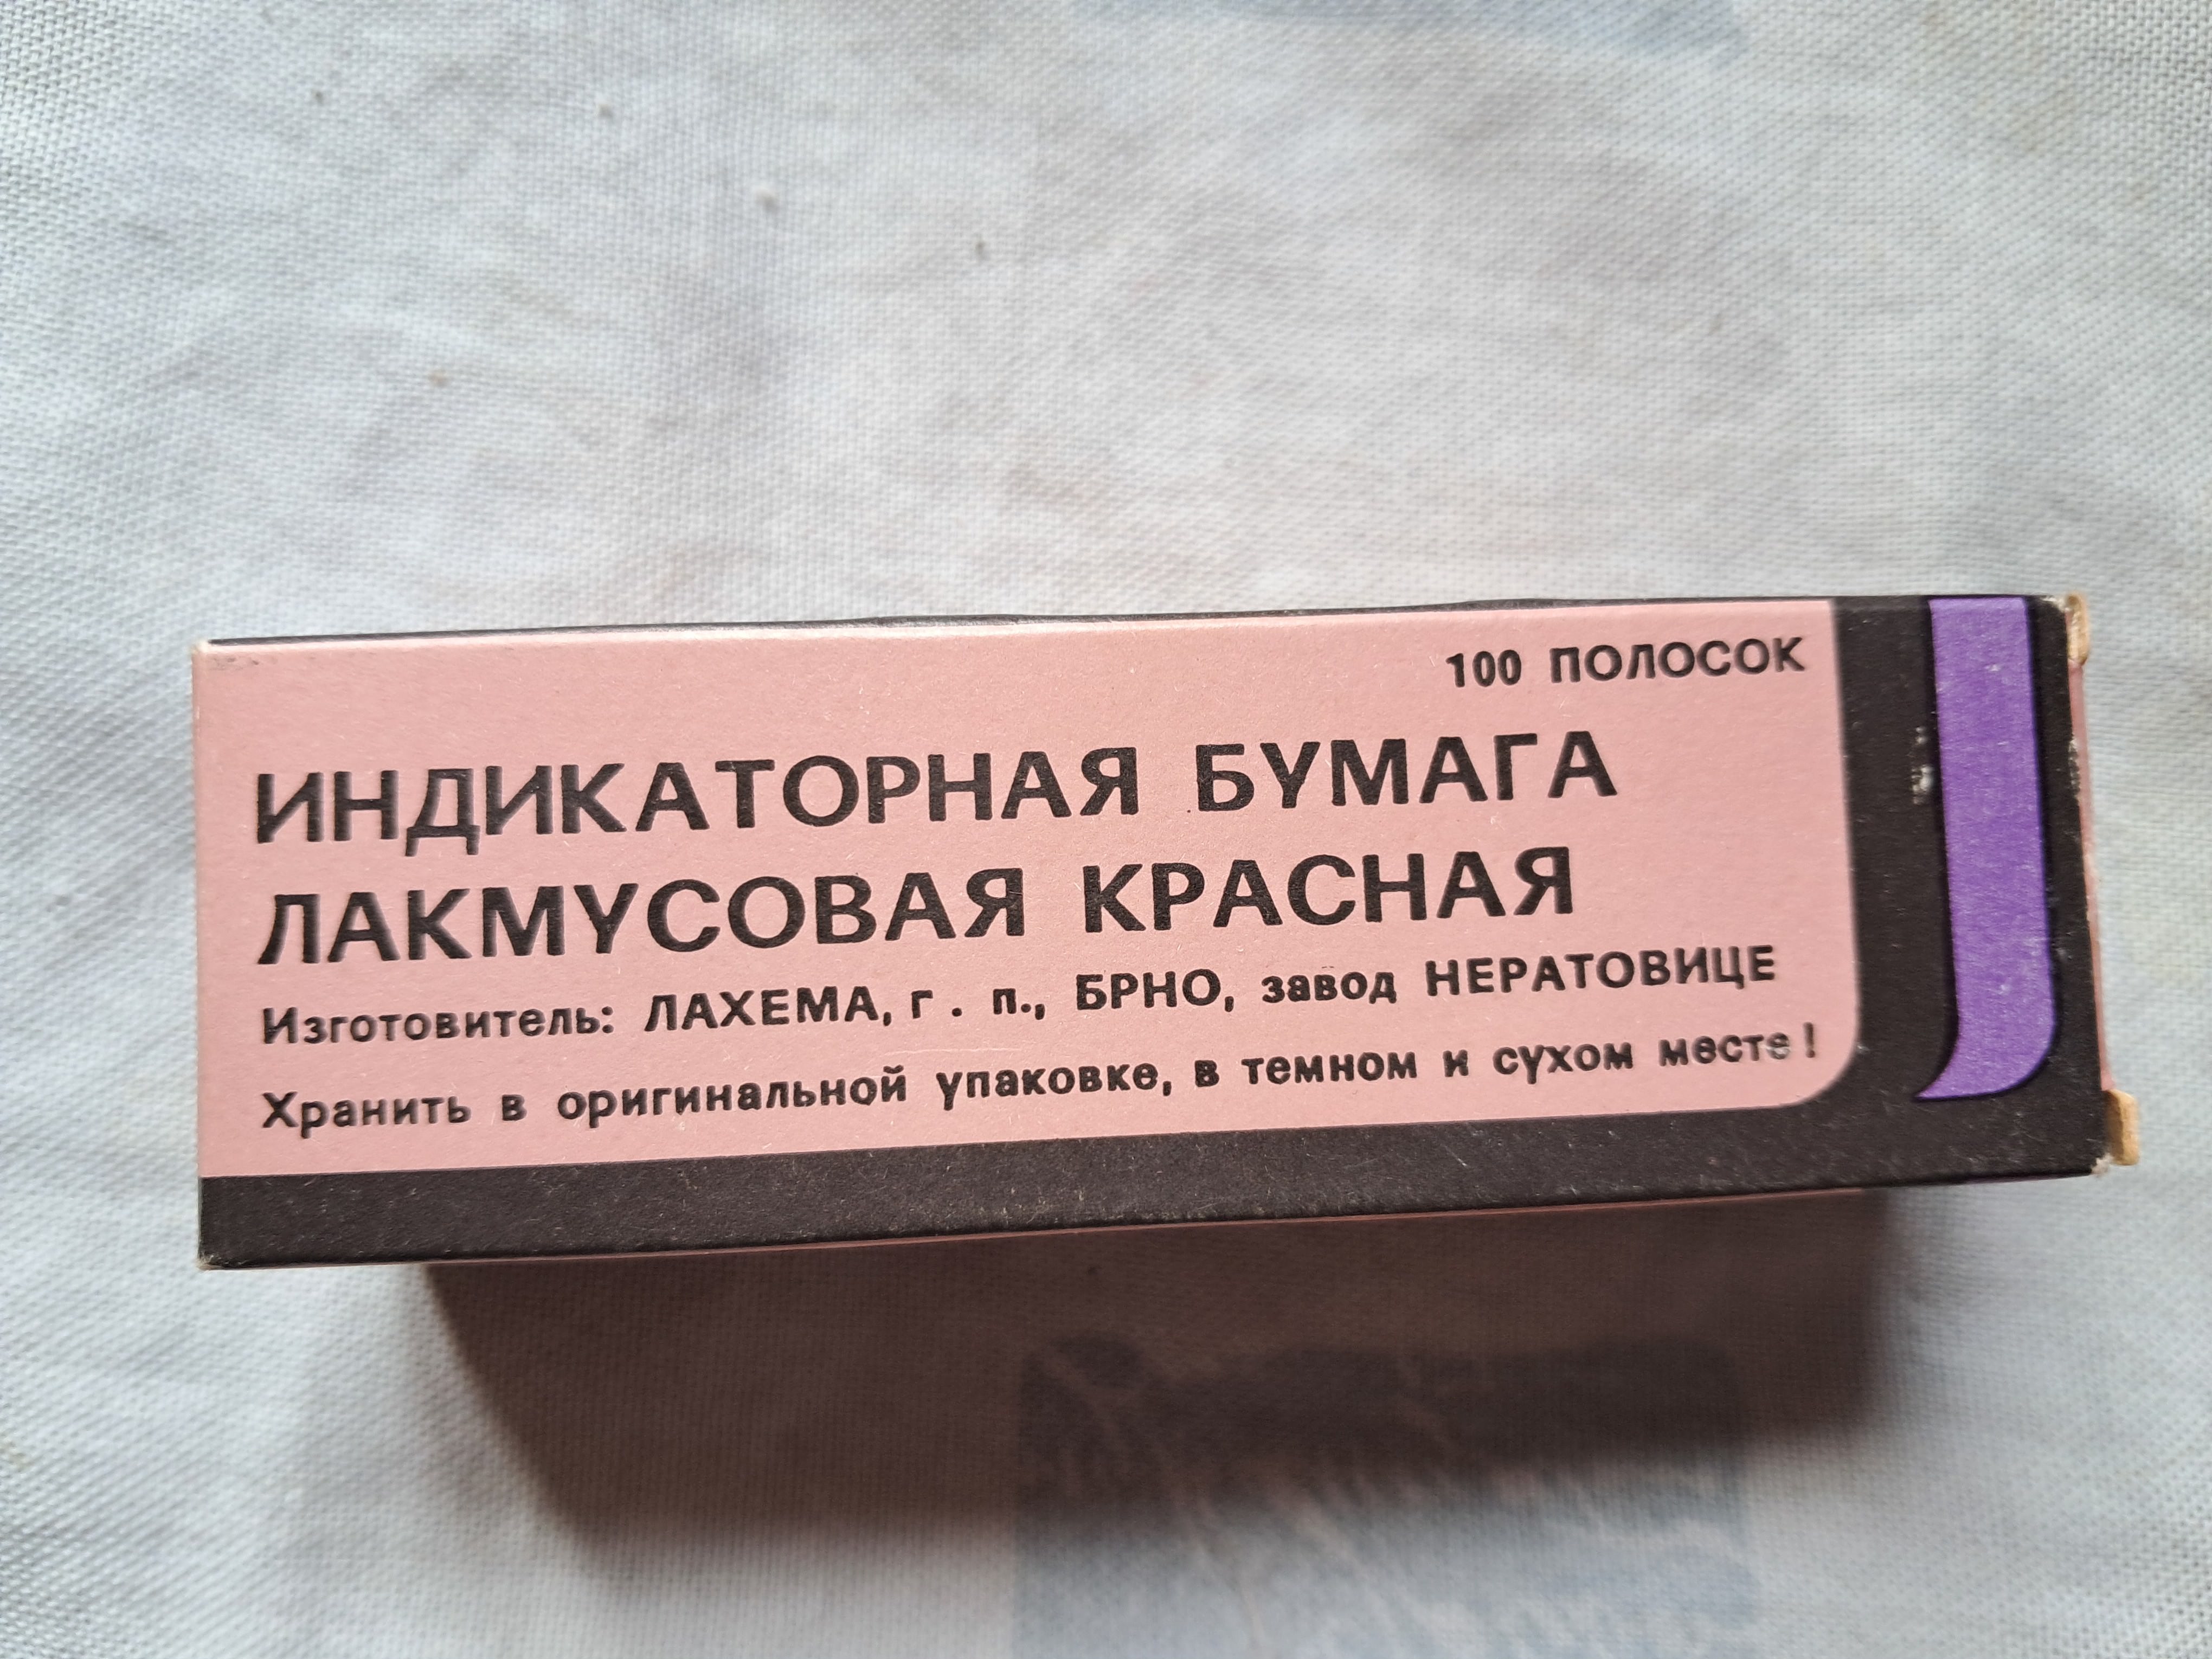 100 ПОЛОСОК
ИНДИКАТОРНАЯ БУМАГА
ЛАКМУСОВАЯ КРАСНАЯ
Изготовитель: ЛАХЕМА, г . п., БРНО, завод НЕРАТОВИЦЕ
Хранить в оригинальной упаковке, в темном и сухом месте!